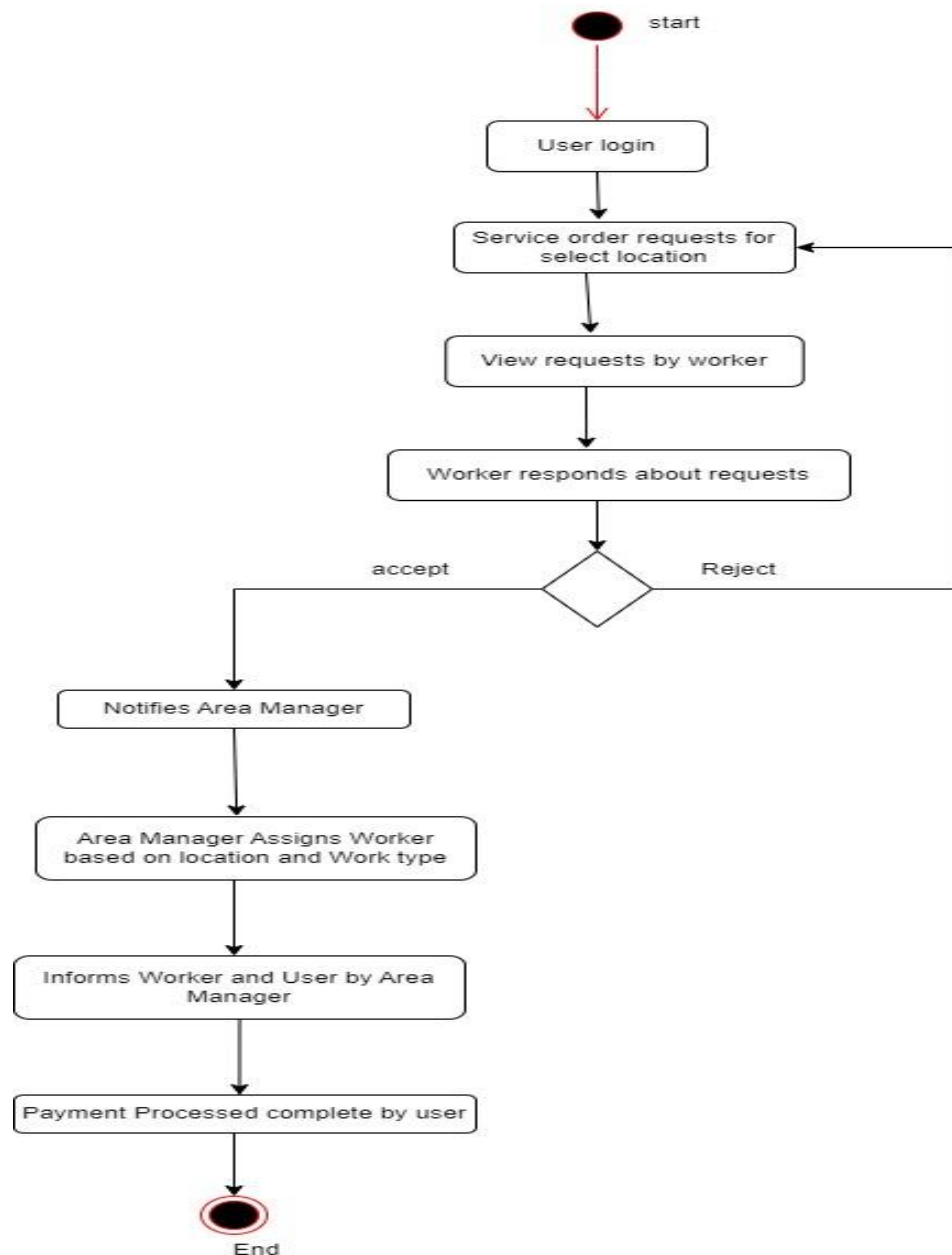 start
User login
Service order requests for
select location
View requests by worker
Worker responds about requests
accept
Reject
Notifies Area Manager
Area Manager Assigns Worker
based on location and Work type
Informs Worker and User by Area
Manager
Payment Processed complete by user
End